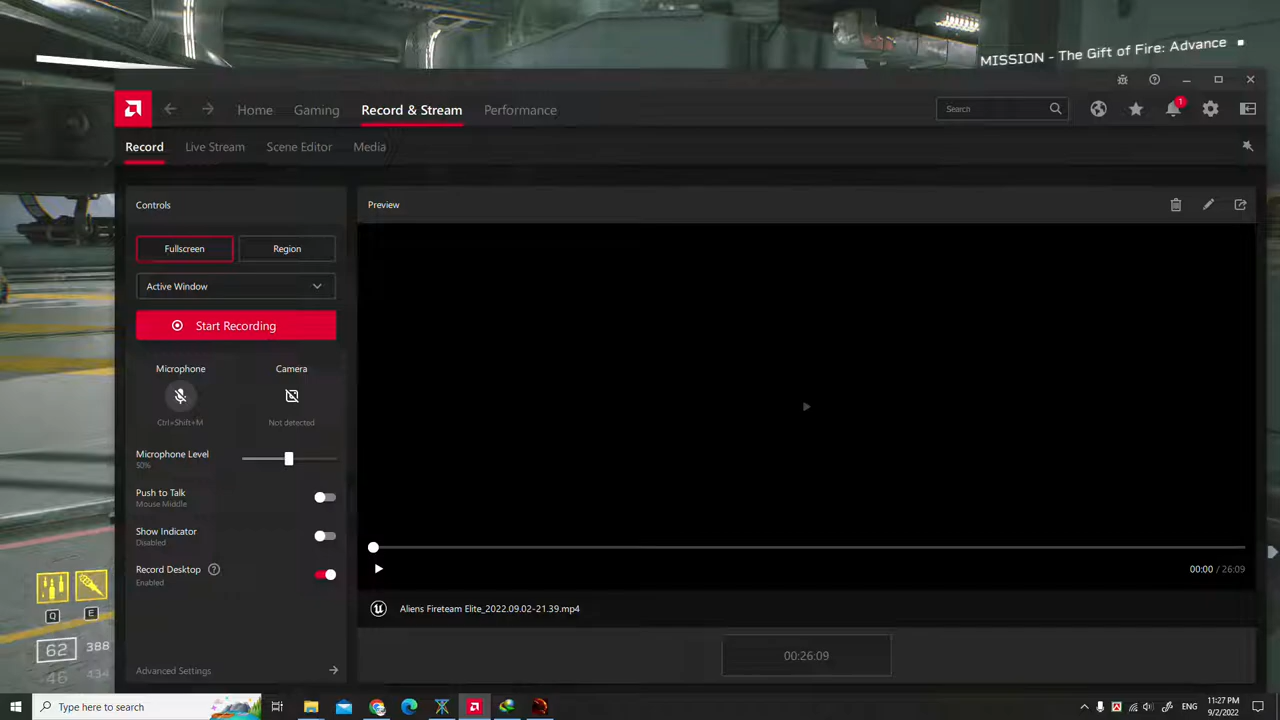 MISSION - The Gift of Fire: Advance
Home
Gaming
Record & Stream
Performance
Search
1
Record
Live Stream
Scene Editor
Media
Controls
Preview
Fullscreen
Region
Active Window
Start Recording
Microphone
Camera
Ctrl+Shift+M
Not detected
Microphone Level
50%
Push to Talk
Mouse Middle
Show Indicator
Disabled
Record Desktop
Enabled
00:00 / 26:09
Aliens Fireteam Elite_2022.09.02-21.39.mp4
00:26:09
Advanced Settings
Q
E
62
388
46
434
Type here to search
ENG
11:27 PM
9/2/2022